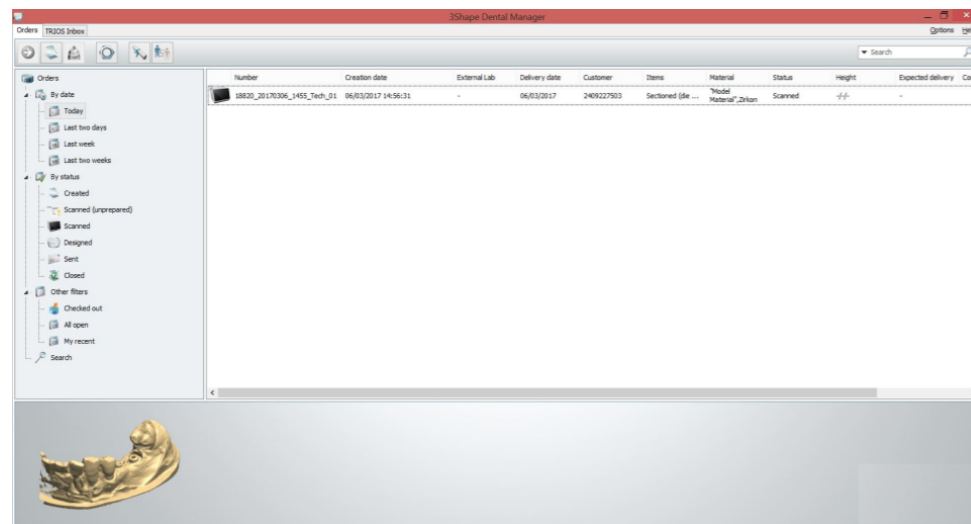 3Shape Dental Manager
Orders TRIOS Inbox Options
Search
Orders
By date
Today
Last two days
Last week
Last two weeks
By status
Created
Scanned (unprepared)
Scanned
Designed
Sent
Closed
Other filters
Checked out
All open
My recent
Search
Number Creation date External Lab Delivery date Customer Items Material Status Height Expected delivery
18820_20170306_1455_Tech_01 06/03/2017 14:56:31 - 06/03/2017 2409227503 Sectioned (die ... "Model Material",Zirkon Scanned -/-/- -